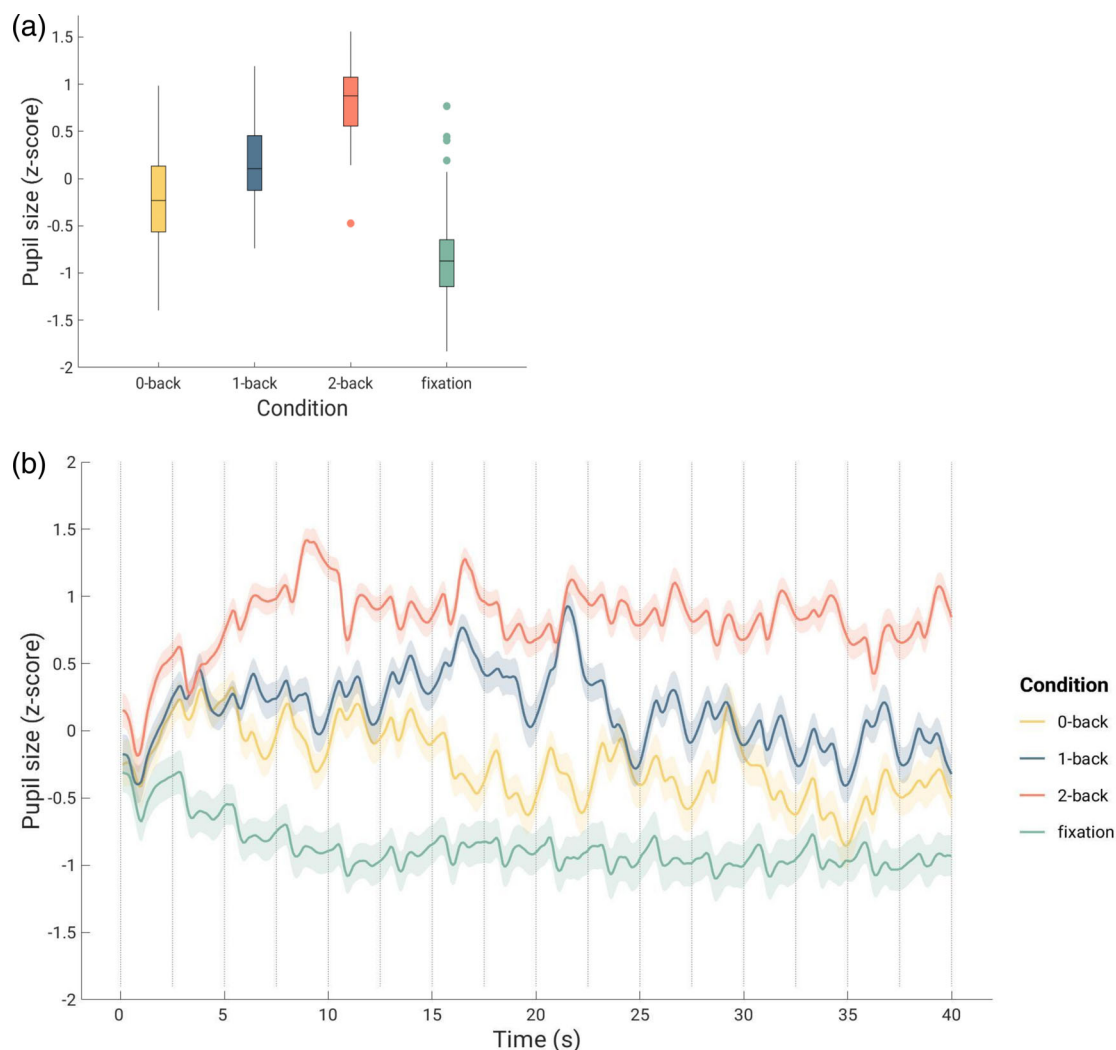 (a)
Pupil size (z-score)
1.5
1
0.5
0
-0.5
-1
-1.5
-2
0-back 1-back 2-back fixation
Condition
(b)
Pupil size (z-score)
2
1.5
1
0.5
0
-0.5
-1
-1.5
-2
0 5 10 15 20 25 30 35 40
Time (s)
Condition
0-back
1-back
2-back
fixation